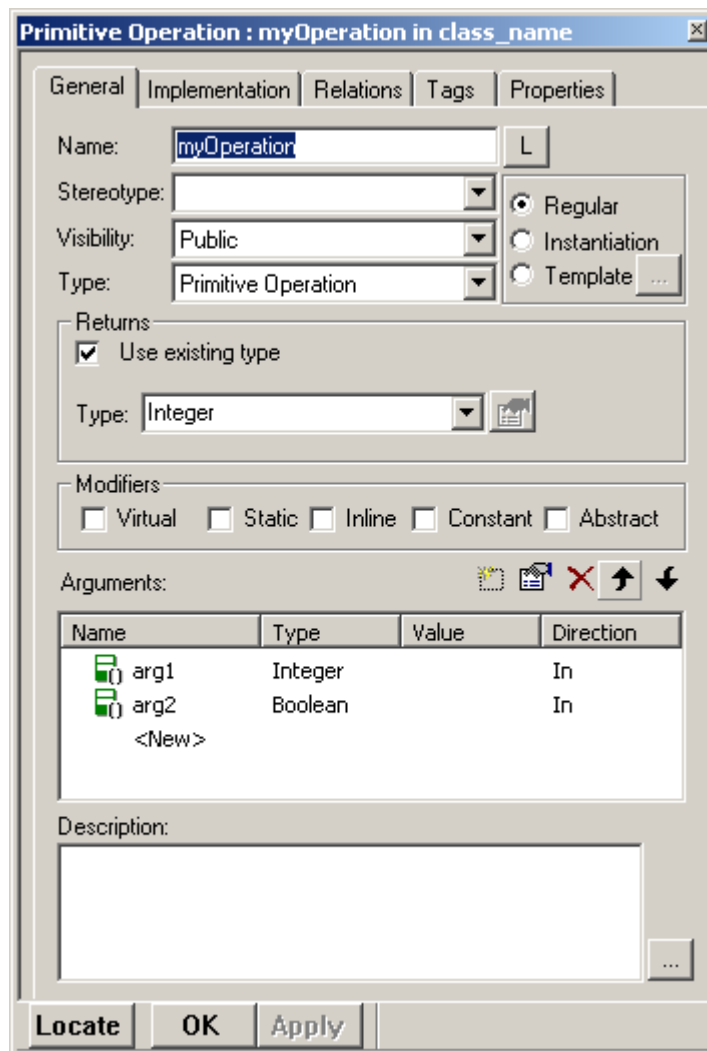 Primitive Operation : myOperation in class_name
General Implementation Relations Tags Properties
Name: myOperation L
Stereotype:
Regular
Visibility: Public
Instantiation
Type: Primitive Operation
Template ...
Returns
Use existing type
Type: Integer
Modifiers
Virtual Static Inline Constant Abstract
Arguments:
Name Type Value Direction
arg1 Integer In
arg2 Boolean In
<New>
Description:
...
Locate OK Apply